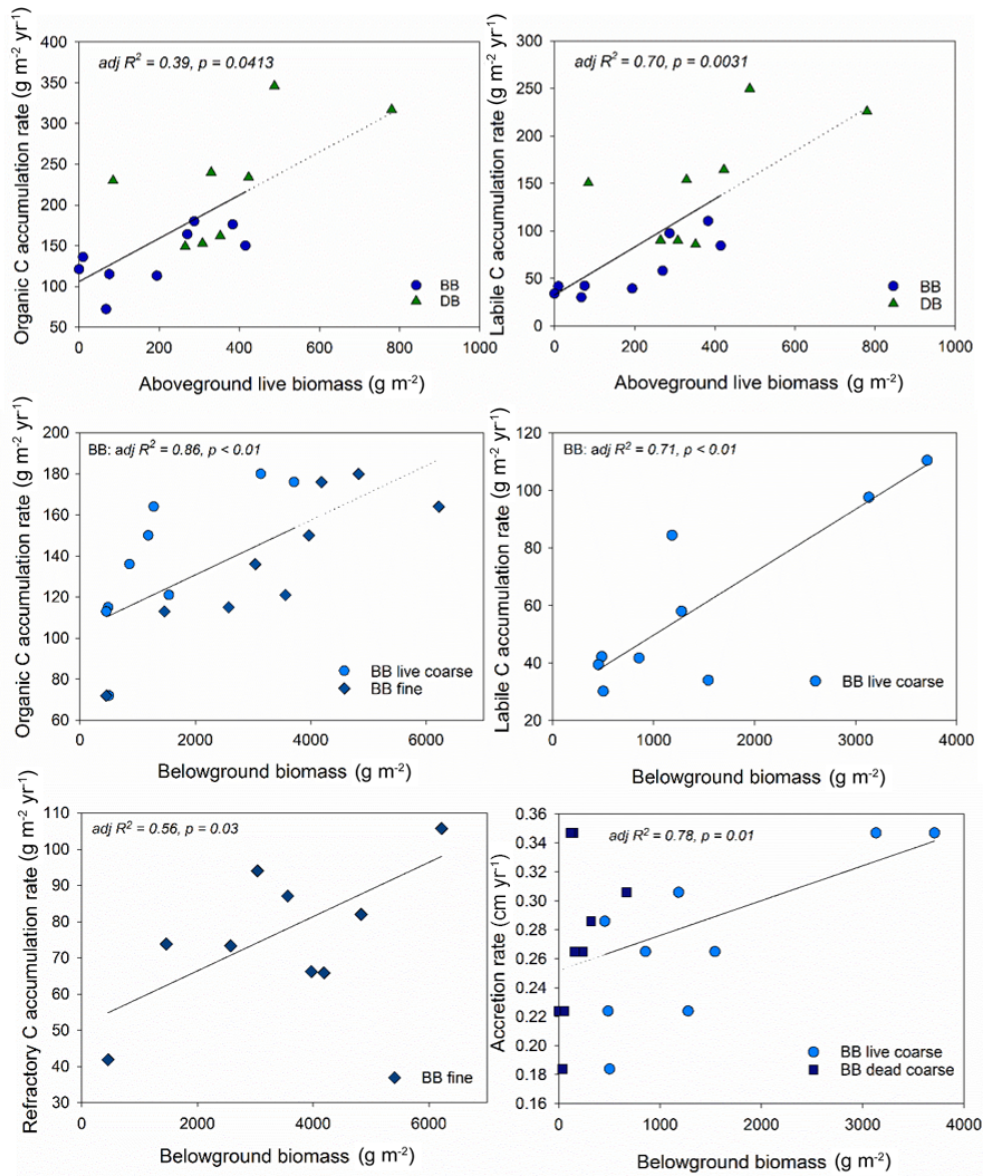 Organic C accumulation rate (g m⁻² yr⁻¹)
400
350
300
250
200
150
100
50
adj R² = 0.39, p = 0.0413
BB
DB
0 200 400 600 800 1000
Aboveground live biomass (g m⁻²)
Labile C accumulation rate (g m⁻² yr⁻¹)
300
250
200
150
100
50
0
adj R² = 0.70, p = 0.0031
BB
DB
0 200 400 600 800 1000
Aboveground live biomass (g m⁻²)
Organic C accumulation rate (g m⁻² yr⁻¹)
200
180
160
140
120
100
80
60
BB: adj R² = 0.86, p < 0.01
BB live coarse
BB fine
0 2000 4000 6000
Belowground biomass (g m⁻²)
Labile C accumulation rate (g m⁻² yr⁻¹)
120
100
80
60
40
20
BB: adj R² = 0.71, p < 0.01
BB live coarse
0 1000 2000 3000 4000
Belowground biomass (g m⁻²)
Refractory C accumulation rate (g m⁻² yr⁻¹)
110
100
90
80
70
60
50
40
30
adj R² = 0.56, p = 0.03
BB fine
0 2000 4000 6000
Belowground biomass (g m⁻²)
Accretion rate (cm yr⁻¹)
0.36
0.34
0.32
0.30
0.28
0.26
0.24
0.22
0.20
0.18
0.16
adj R² = 0.78, p = 0.01
BB live coarse
BB dead coarse
0 1000 2000 3000 4000
Belowground biomass (g m⁻²)